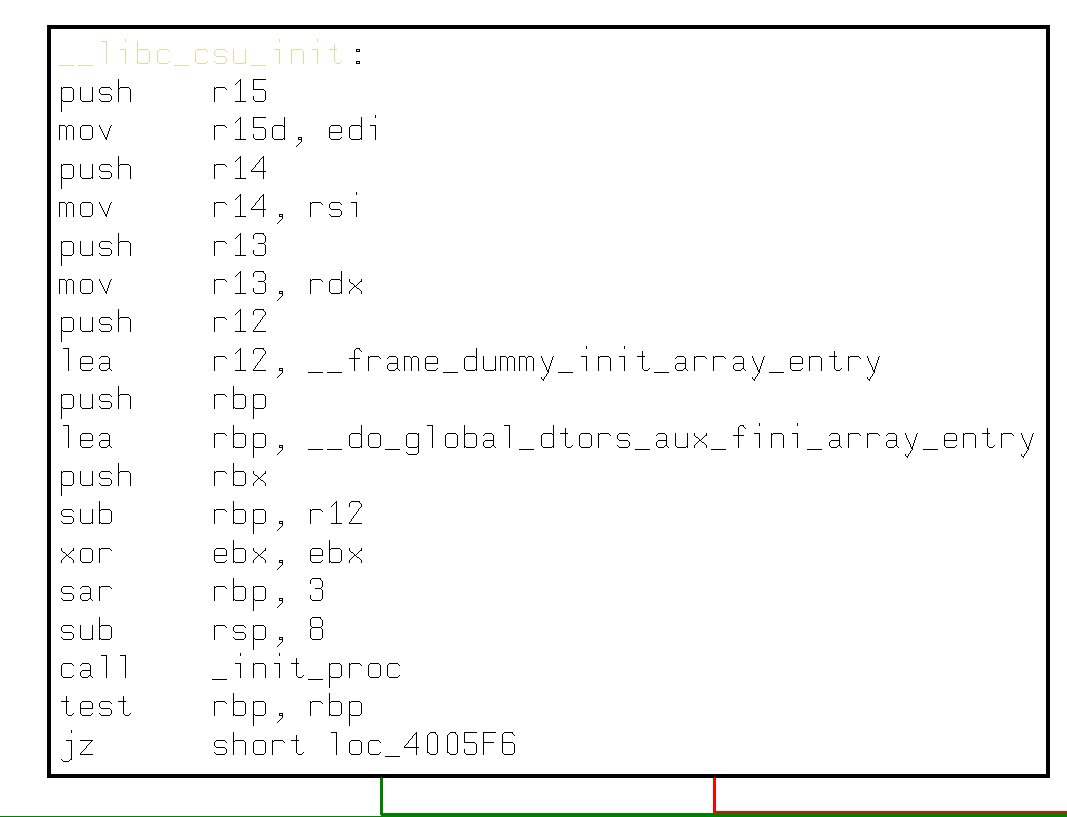 __libc_csu_init:
push r15
mov r15d, edi
push r14
mov r14, rsi
push r13
mov r13, rdx
push r12
lea r12, __frame_dummy_init_array_entry
push rbp
lea rbp, __do_global_dtors_aux_fini_array_entry
push rbx
sub rbp, r12
xor ebx, ebx
sar rbp, 3
sub rsp, 8
call _init_proc
test rbp, rbp
jz short loc_4005F6